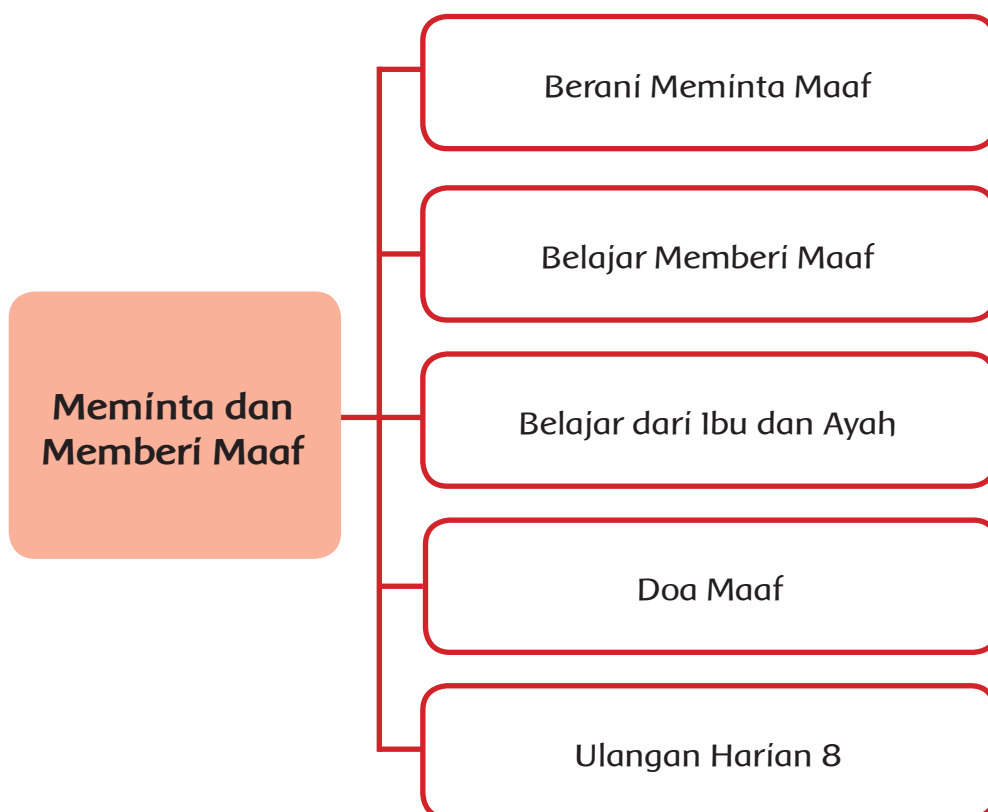 Berani Meminta Maaf
Belajar Memberi Maaf
Meminta dan
Memberi Maaf
Belajar dari Ibu dan Ayah
Doa Maaf
Ulangan Harian 8